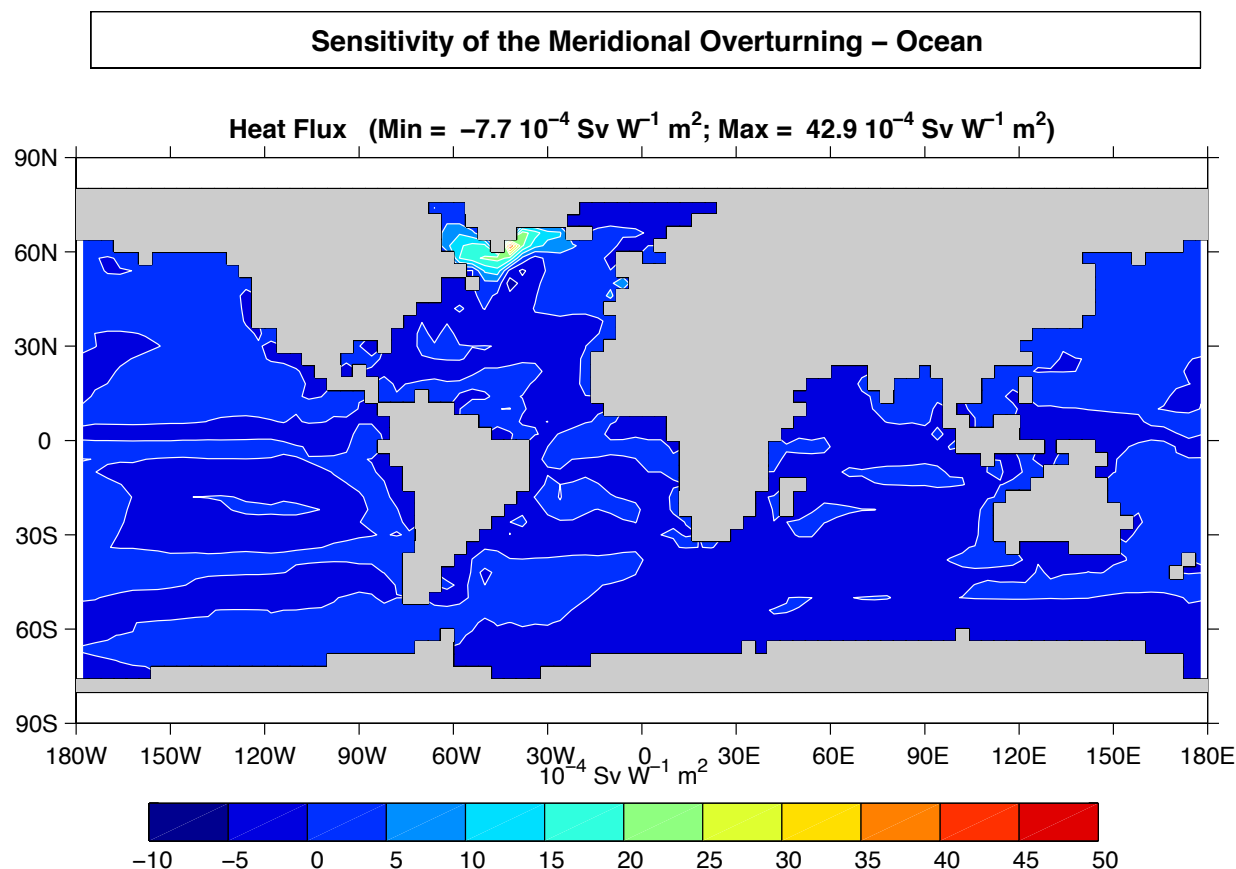 Sensitivity of the Meridional Overturning – Ocean
Heat Flux (Min = −7.7 10⁻⁴ Sv W⁻¹ m²; Max = 42.9 10⁻⁴ Sv W⁻¹ m²)
90N
60N
30N
0
30S
60S
90S
180W 150W 120W 90W 60W 30W 0 30E 60E 90E 120E 150E 180E
10⁻⁴ Sv W⁻¹ m²
−10 −5 0 5 10 15 20 25 30 35 40 45 50